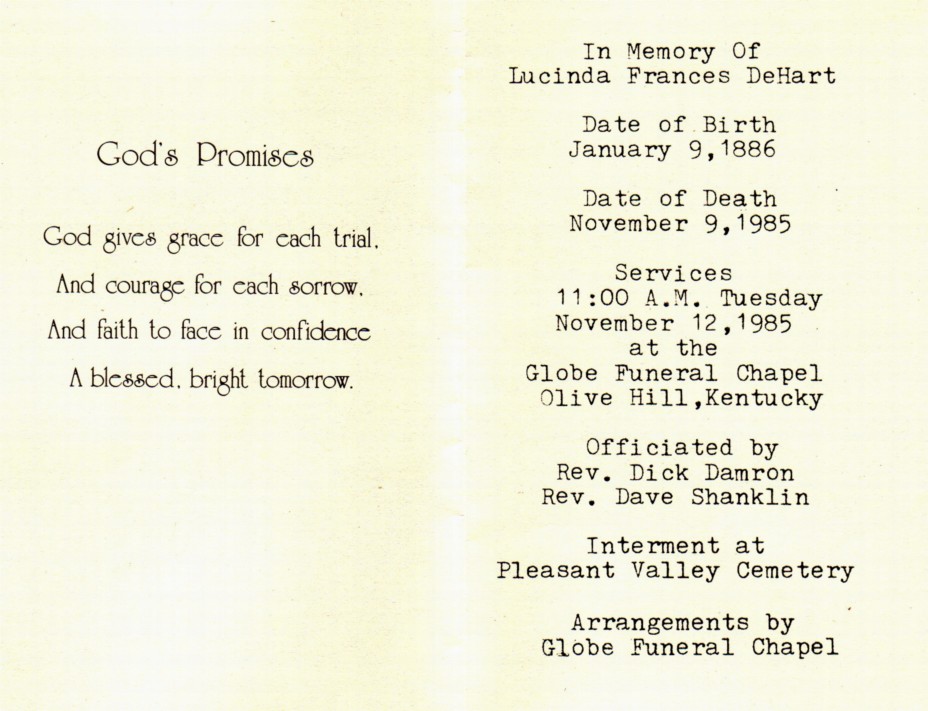 God's Promises
God gives grace for each trial,
And courage for each sorrow,
And faith to face in confidence
A blessed, bright tomorrow.
In Memory Of
Lucinda Frances DeHart
Date of Birth
January 9,1886
Date of Death
November 9,1985
Services
11:00 A.M. Tuesday
November 12,1985
at the
Globe Funeral Chapel
Olive Hill,Kentucky
Officiated by
Rev. Dick Damron
Rev. Dave Shanklin
Interment at
Pleasant Valley Cemetery
Arrangements by
Globe Funeral Chapel